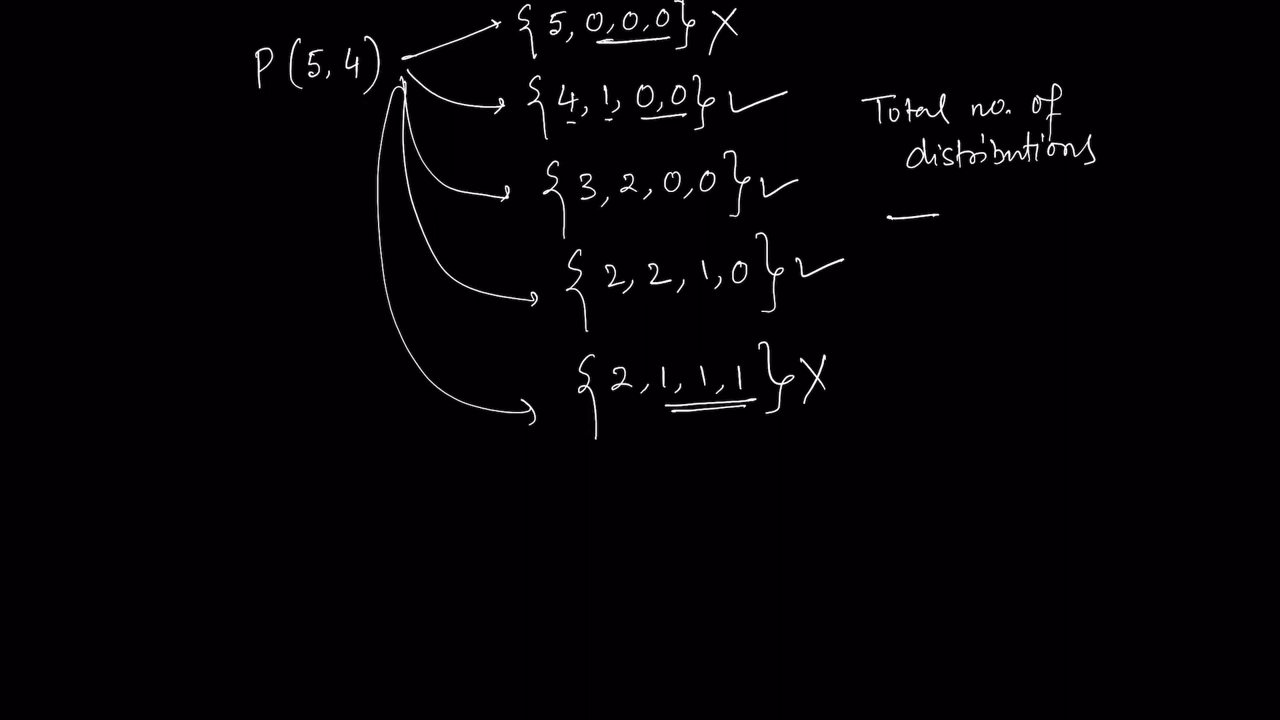 P(5,4)
{5,0,0,0} X
{4,1,0,0} ✓
{3,2,0,0} ✓
{2,2,1,0} ✓
{2,1,1,1} X
Total no. of
distributions